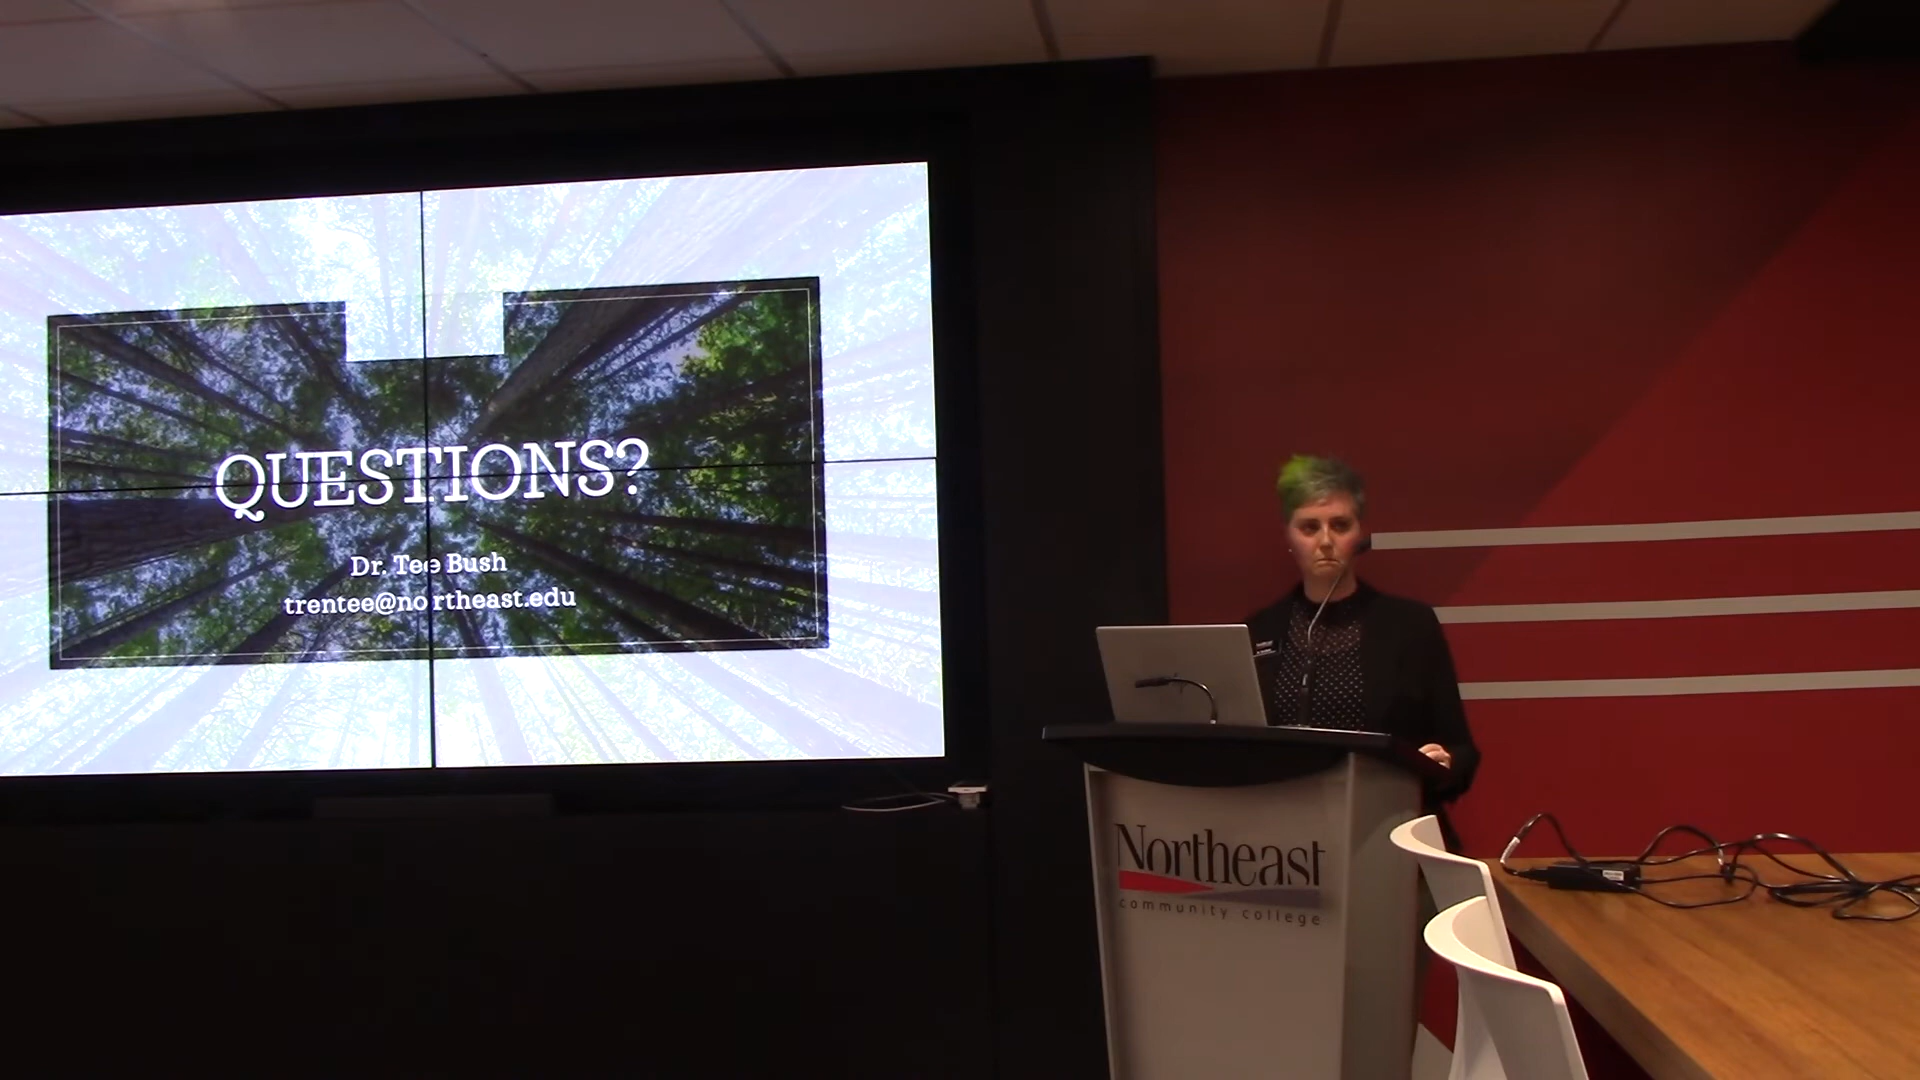 QUESTIONS?
Dr. Tee Bush
trentee@northeast.edu
Northeast
community college